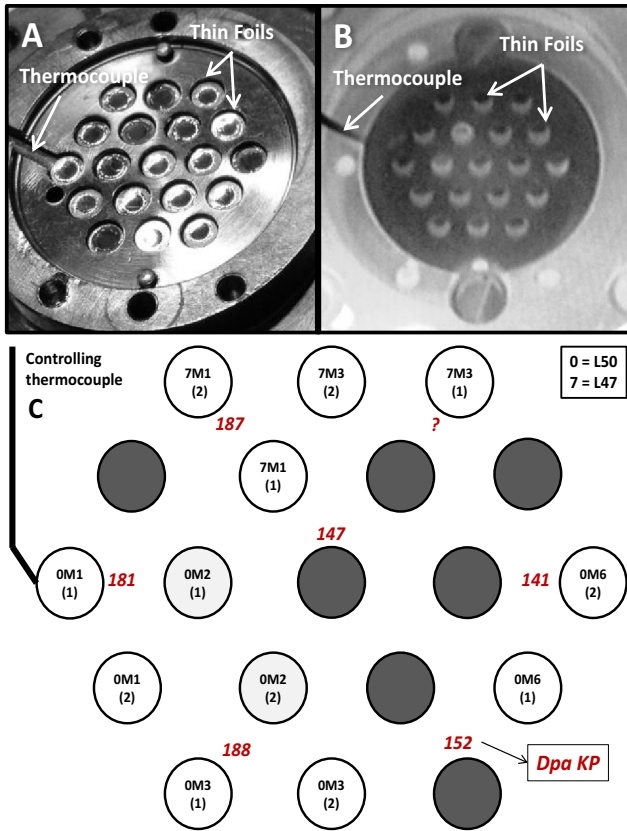 A
Thin Foils
Thermocouple
B
Thin Foils
Thermocouple
Controlling
thermocouple
C
7M1
(2)
7M3
(2)
7M3
(1)
0 = L50
7 = L47
187
?
7M1
(1)
147
0M1
(1)
181
0M2
(1)
141
0M6
(2)
0M1
(2)
0M2
(2)
0M6
(1)
188
152
Dpa KP
0M3
(1)
0M3
(2)